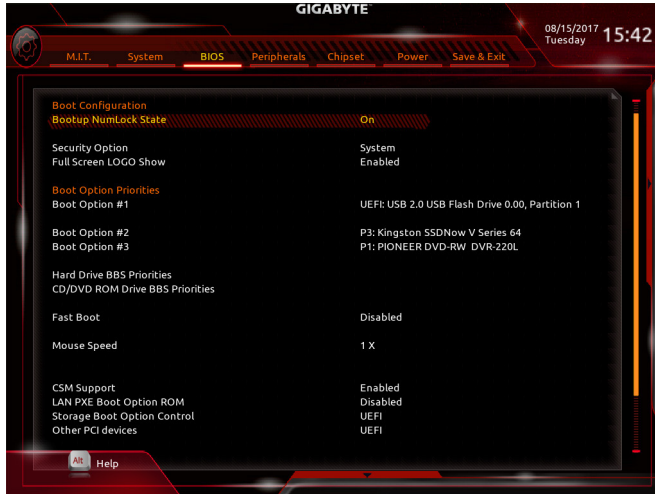 GIGABYTE™
08/15/2017
Tuesday
15:42
M.I.T. System BIOS Peripherals Chipset Power Save & Exit
Boot Configuration
Bootup NumLock State On
Security Option System
Full Screen LOGO Show Enabled
Boot Option Priorities
Boot Option #1 UEFI: USB 2.0 USB Flash Drive 0.00, Partition 1
Boot Option #2 P3: Kingston SSDNow V Series 64
Boot Option #3 P1: PIONEER DVD-RW DVR-220L
Hard Drive BBS Priorities
CD/DVD ROM Drive BBS Priorities
Fast Boot Disabled
Mouse Speed 1 X
CSM Support Enabled
LAN PXE Boot Option ROM Disabled
Storage Boot Option Control UEFI
Other PCI devices UEFI
Alt Help